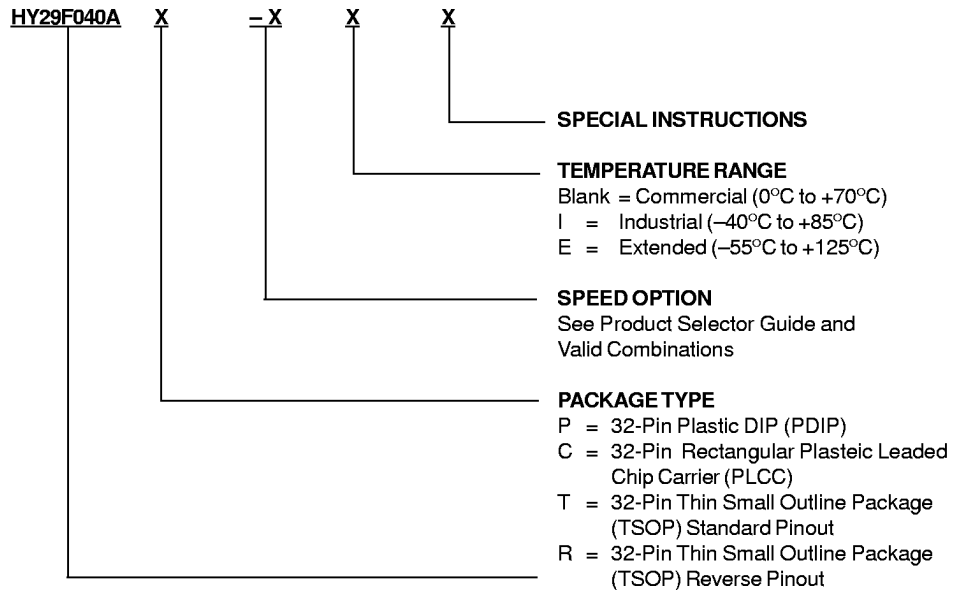 HY29F040A X – X X X
SPECIAL INSTRUCTIONS
TEMPERATURE RANGE
Blank = Commercial (0°C to +70°C)
I = Industrial (–40°C to +85°C)
E = Extended (–55°C to +125°C)
SPEED OPTION
See Product Selector Guide and
Valid Combinations
PACKAGE TYPE
P = 32-Pin Plastic DIP (PDIP)
C = 32-Pin Rectangular Plasteic Leaded
Chip Carrier (PLCC)
T = 32-Pin Thin Small Outline Package
(TSOP) Standard Pinout
R = 32-Pin Thin Small Outline Package
(TSOP) Reverse Pinout